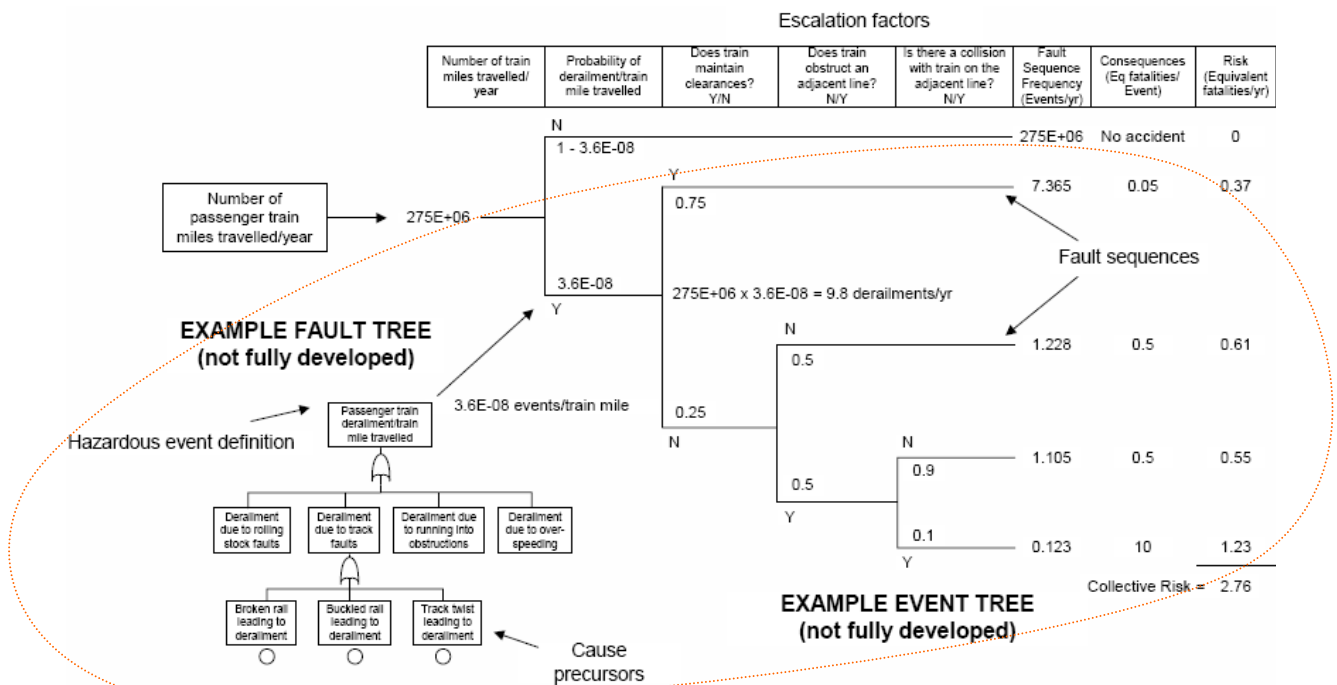 Escalation factors
Number of train
miles travelled/
year
Probability of
derailment/train
mile travelled
Does train
maintain
clearances?
Y/N
Does train
obstruct an
adjacent line?
N/Y
Is there a collision
with train on the
adjacent line?
N/Y
Fault
Sequence
Frequency
(Events/yr)
Consequences
(Eq fatalities/
Event)
Risk
(Equivalent
fatalities/yr)
N
1 - 3.6E-08
275E+06
No accident
0
Y
0.75
7.365
0.05
0.37
Number of
passenger train
miles travelled/year
275E+06
Fault sequences
3.6E-08
Y
275E+06 x 3.6E-08 = 9.8 derailments/yr
EXAMPLE FAULT TREE
(not fully developed)
N
0.5
1.228
0.5
0.61
3.6E-08 events/train mile
0.25
N
Passenger train
derailment/train
mile travelled
Hazardous event definition
N
0.9
1.105
0.5
0.55
0.5
Y
Derailment
due to rolling
stock faults
Derailment
due to track
faults
Derailment due
to running into
obstructions
Derailment
due to over-
speeding
0.1
Y
0.123
10
1.23
Collective Risk =
2.76
EXAMPLE EVENT TREE
(not fully developed)
Broken rail
leading to
derailment
Buckled rail
leading to
derailment
Track twist
leading to
derailment
Cause
precursors